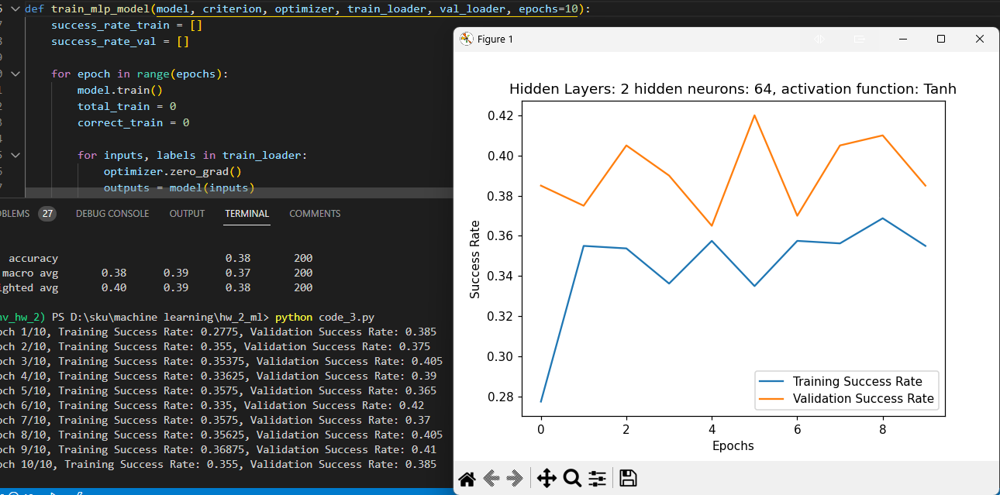 def train_mlp_model(model, criterion, optimizer, train_loader, val_loader, epochs=10):
success_rate_train = []
success_rate_val = []
for epoch in range(epochs):
model.train()
total_train = 0
correct_train = 0
for inputs, labels in train_loader:
optimizer.zero_grad()
outputs = model(inputs)
BLEMS 27 DEBUG CONSOLE OUTPUT TERMINAL COMMENTS
accuracy 0.38 200
macro avg 0.38 0.39 0.37 200
ighted avg 0.40 0.39 0.38 200
nv_hw_2) PS D:\sku\machine learning\hw_2_ml> python code_3.py
och 1/10, Training Success Rate: 0.2775, Validation Success Rate: 0.385
och 2/10, Training Success Rate: 0.355, Validation Success Rate: 0.375
och 3/10, Training Success Rate: 0.35375, Validation Success Rate: 0.405
och 4/10, Training Success Rate: 0.33625, Validation Success Rate: 0.39
och 5/10, Training Success Rate: 0.3575, Validation Success Rate: 0.365
och 6/10, Training Success Rate: 0.335, Validation Success Rate: 0.42
och 7/10, Training Success Rate: 0.3575, Validation Success Rate: 0.37
och 8/10, Training Success Rate: 0.35625, Validation Success Rate: 0.405
och 9/10, Training Success Rate: 0.36875, Validation Success Rate: 0.41
och 10/10, Training Success Rate: 0.355, Validation Success Rate: 0.385
Figure 1
Hidden Layers: 2 hidden neurons: 64, activation function: Tanh
Success Rate
0.42
0.40
0.38
0.36
0.34
0.32
0.30
0.28
Training Success Rate
Validation Success Rate
0 2 4 6 8
Epochs